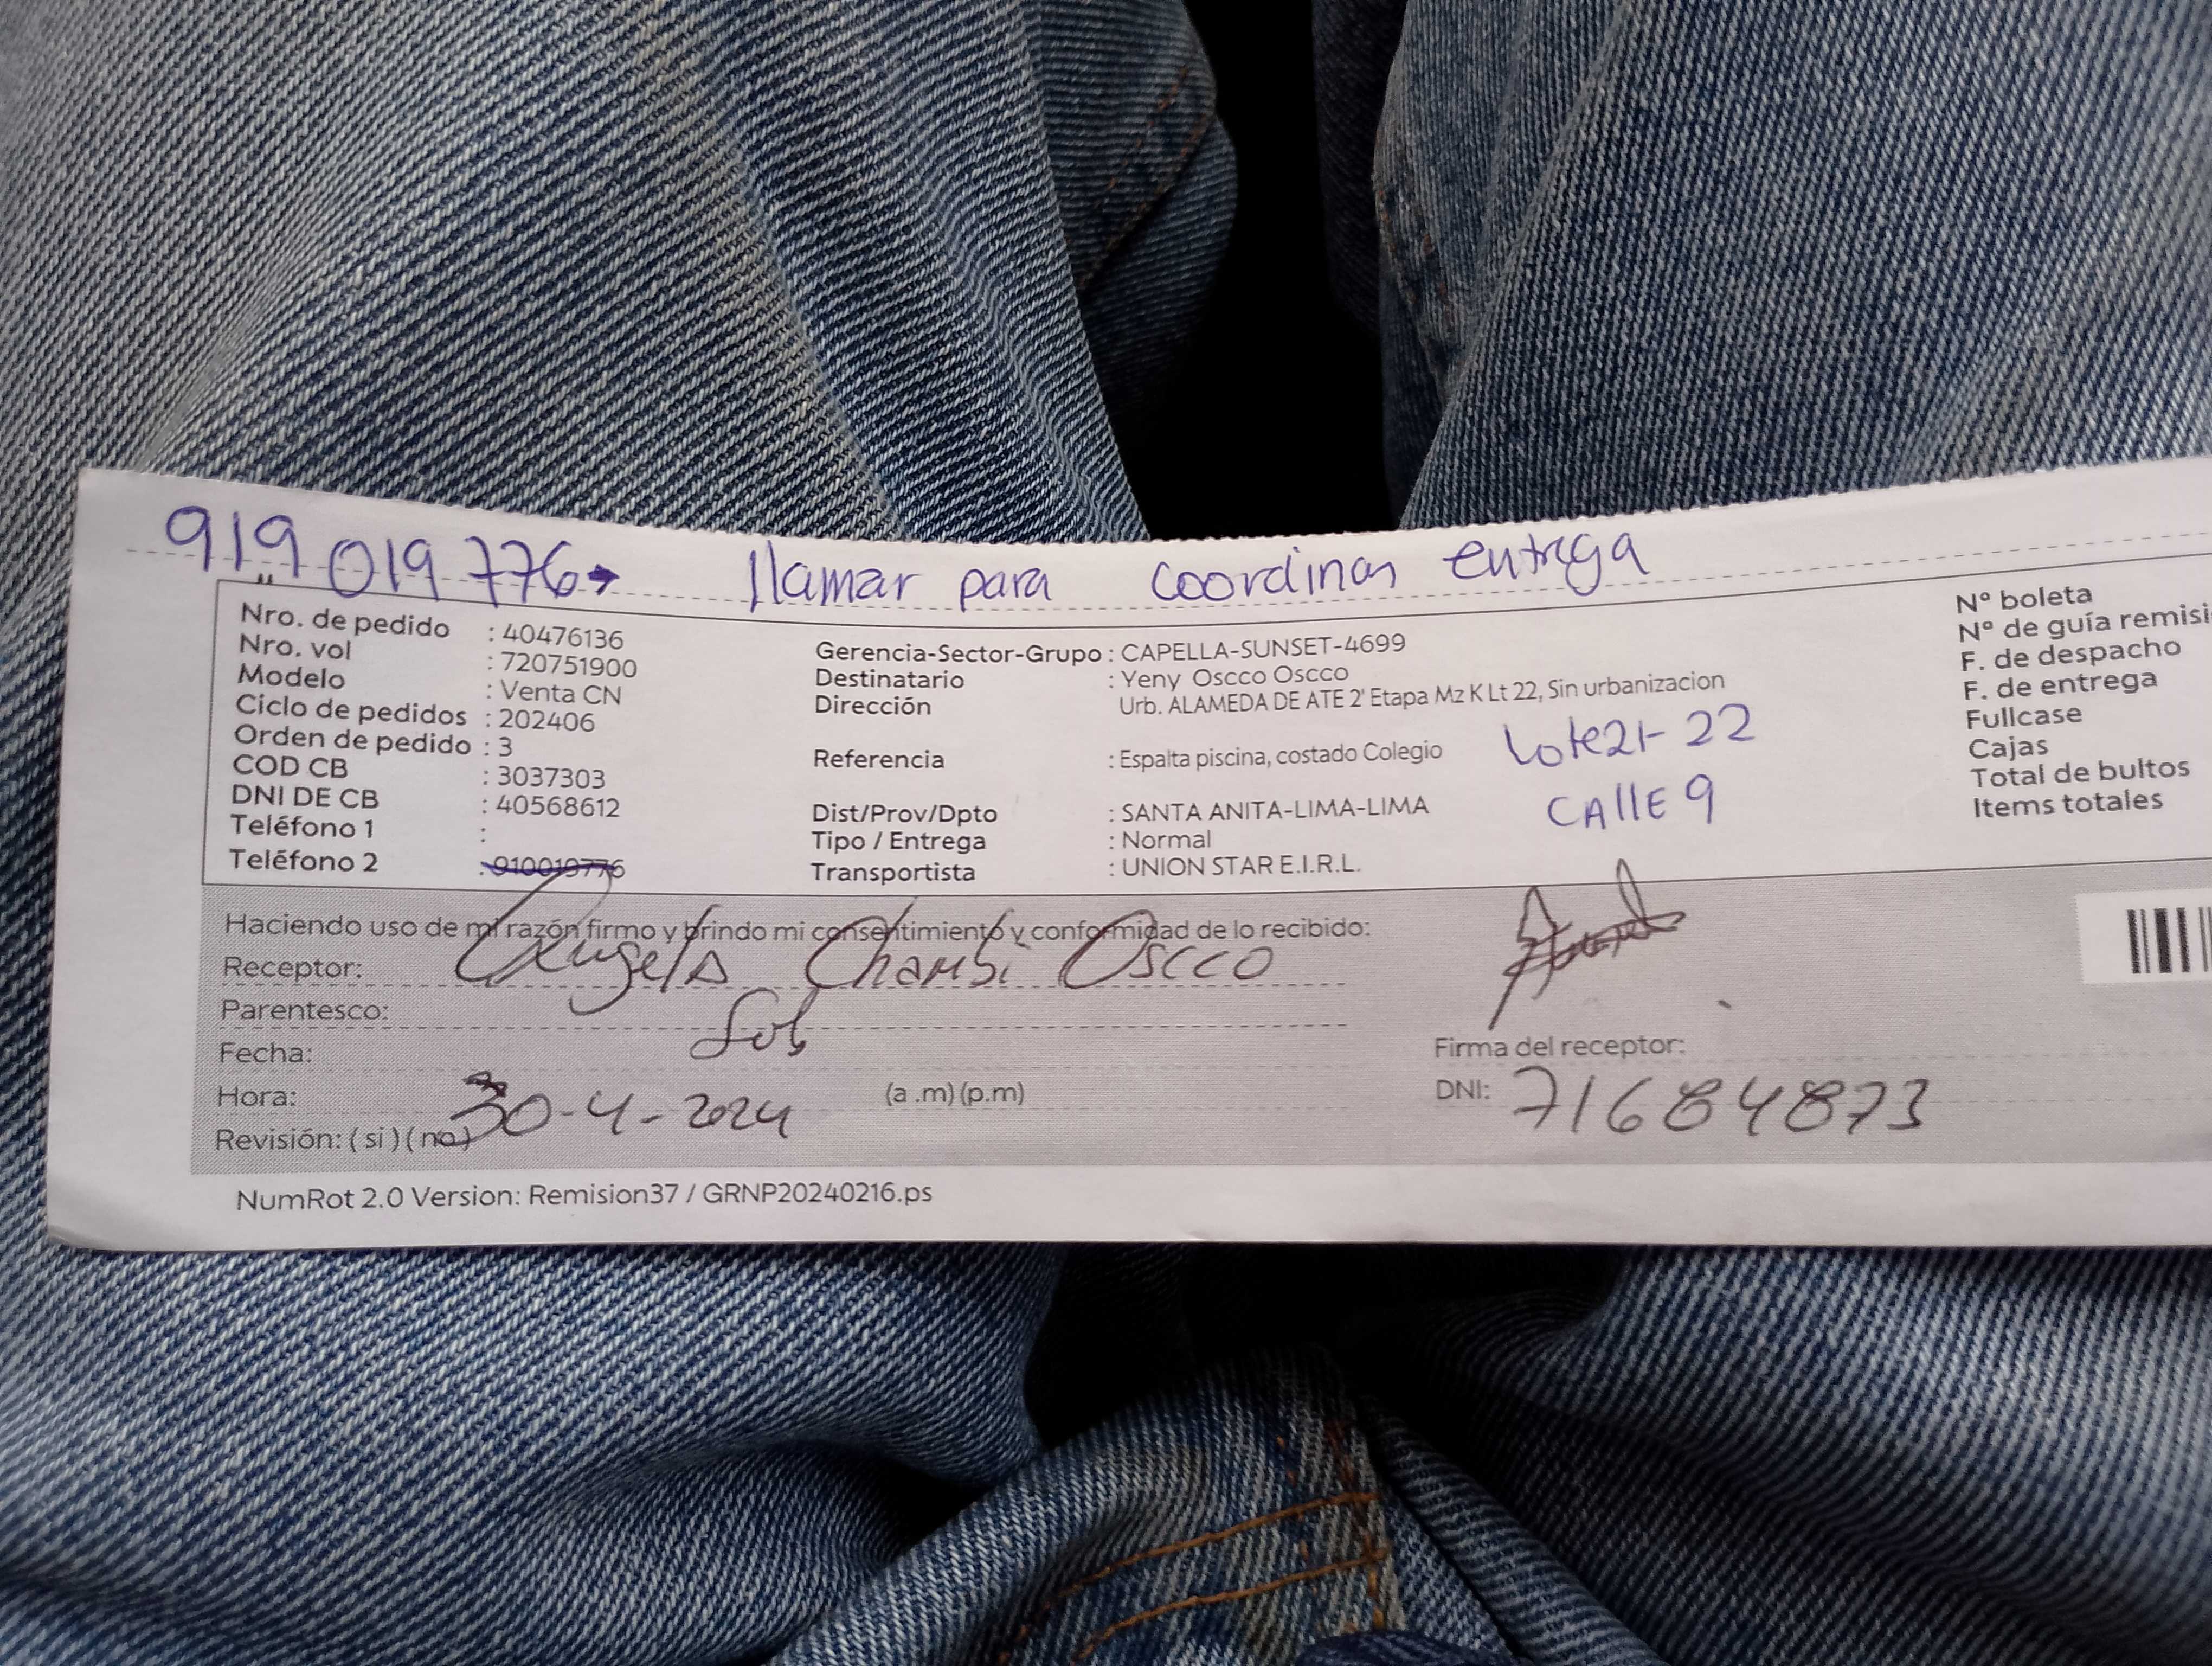 919 019 776→ llamar para coordinar entrega
Nro. de pedido : 40476136
Nro. vol : 720751900
Modelo : Venta CN
Ciclo de pedidos : 202406
Orden de pedido : 3
COD CB : 3037303
DNI DE CB : 40568612
Teléfono 1 :
Teléfono 2 : 910019776
Gerencia-Sector-Grupo : CAPELLA-SUNSET-4699
Destinatario : Yeny Oscco Oscco
Dirección Urb. ALAMEDA DE ATE 2' Etapa Mz K Lt 22, Sin urbanizacion
Referencia : Espalta piscina, costado Colegio
Lote 21-22
CAllE 9
Dist/Prov/Dpto : SANTA ANITA-LIMA-LIMA
Tipo / Entrega : Normal
Transportista : UNION STAR E.I.R.L.
N° boleta
N° de guía remisi
F. de despacho
F. de entrega
Fullcase
Cajas
Total de bultos
Items totales
Haciendo uso de mi razón firmo y brindo mi consentimiento y conformidad de lo recibido:
Receptor: Angela Chambi Oscco
Parentesco: Sob
Fecha:
Hora: 30-4-2024 (a .m) (p.m)
Revisión: ( si ) ( no )
Firma del receptor:
DNI: 71684873
NumRot 2.0 Version: Remision37 / GRNP20240216.ps